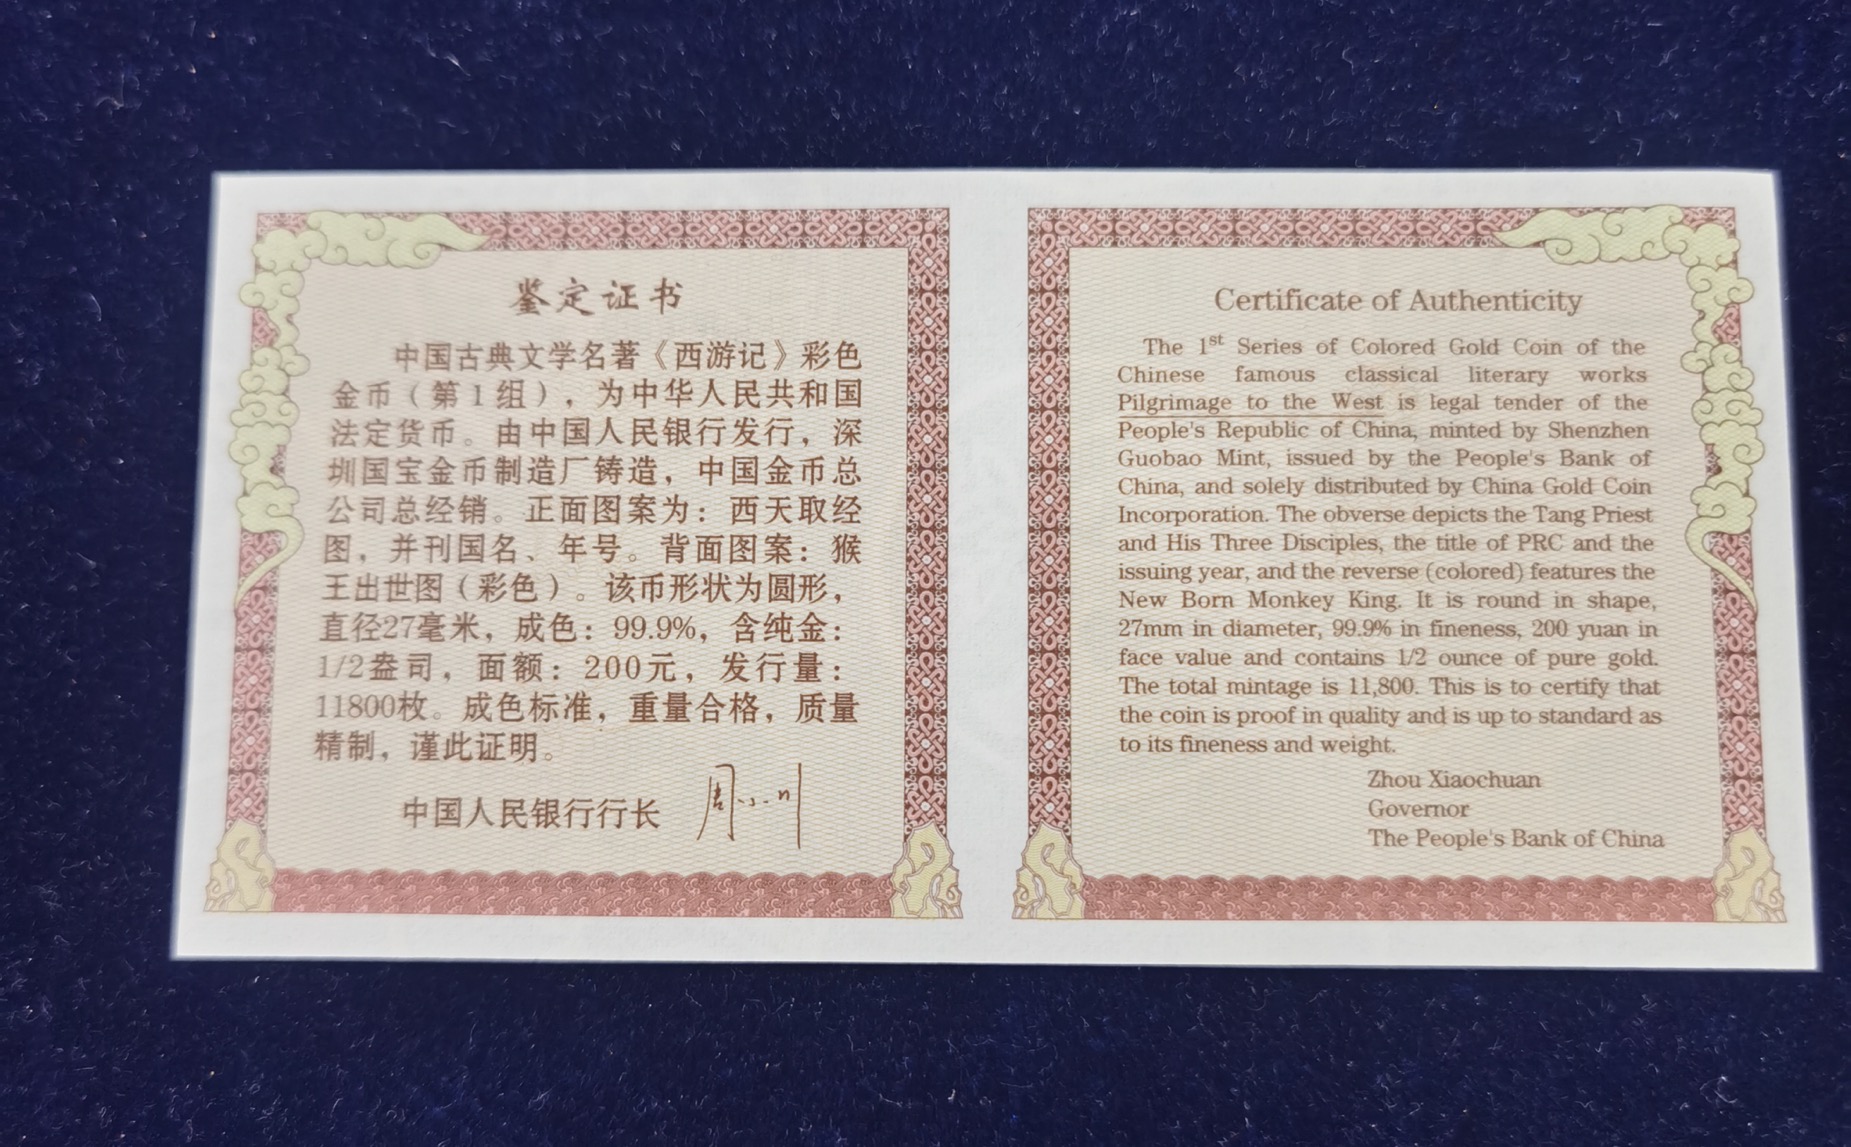 鉴定证书
中国古典文学名著《西游记》彩色
金币（第1组），为中华人民共和国
法定货币。由中国人民银行发行，深
圳国宝金币制造厂铸造，中国金币总
公司总经销。正面图案为：西天取经
图，并刊国名、年号。背面图案：猴
王出世图（彩色）。该币形状为圆形，
直径27毫米，成色：99.9%，含纯金：
1/2盎司，面额：200元，发行量：
11800枚。成色标准，重量合格，质量
精制，谨此证明。
中国人民银行行长 周小川
Certificate of Authenticity
The 1st Series of Colored Gold Coin of the
Chinese famous classical literary works
Pilgrimage to the West is legal tender of the
People's Republic of China, minted by Shenzhen
Guobao Mint, issued by the People's Bank of
China, and solely distributed by China Gold Coin
Incorporation. The obverse depicts the Tang Priest
and His Three Disciples, the title of PRC and the
issuing year, and the reverse (colored) features the
New Born Monkey King. It is round in shape,
27mm in diameter, 99.9% in fineness, 200 yuan in
face value and contains 1/2 ounce of pure gold.
The total mintage is 11,800. This is to certify that
the coin is proof in quality and is up to standard as
to its fineness and weight.
Zhou Xiaochuan
Governor
The People's Bank of China